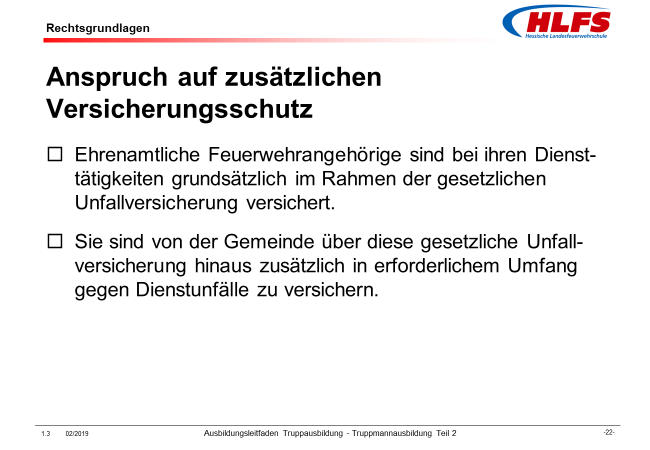 Rechtsgrundlagen
HLFS
Hessische Landesfeuerwehrschule
Anspruch auf zusätzlichen
Versicherungsschutz
Ehrenamtliche Feuerwehrangehörige sind bei ihren Dienst-
tätigkeiten grundsätzlich im Rahmen der gesetzlichen
Unfallversicherung versichert.
Sie sind von der Gemeinde über diese gesetzliche Unfall-
versicherung hinaus zusätzlich in erforderlichem Umfang
gegen Dienstunfälle zu versichern.
1.3 02/2019 Ausbildungsleitfaden Truppausbildung - Truppmannausbildung Teil 2 -22-